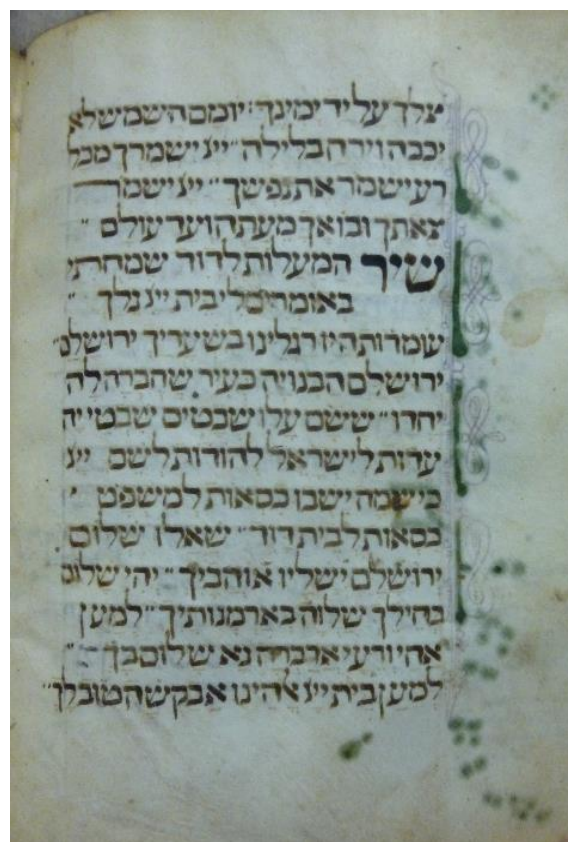 צלך על יד ימינך : יומם השמש לא
יככה וירח בלילה " ייי ישמרך מכל
רע ישמר את נפשך " ייי ישמר
צאתך ובואך מעתה ועד עולם "
שיר המעלות לדוד שמחתי
באומרים לי בית ייי נלך "
עומדות היו רגלינו בשעריך ירושלם "
ירושלם הבנויה כעיר שחברה לה
יחדו " ששם עלו שבטים שבטי יה
עדות לישראל להודות לשם ייי
כי שמה ישבו כסאות למשפט
כסאות לבית דוד " שאלו שלום
ירושלם ישליו אוהביך " יהי שלום
בחילך שלוה בארמנותיך " למען
אחי ורעי אדברה נא שלום בך "
למען בית ייי אהינו אבקשה טוב לך "